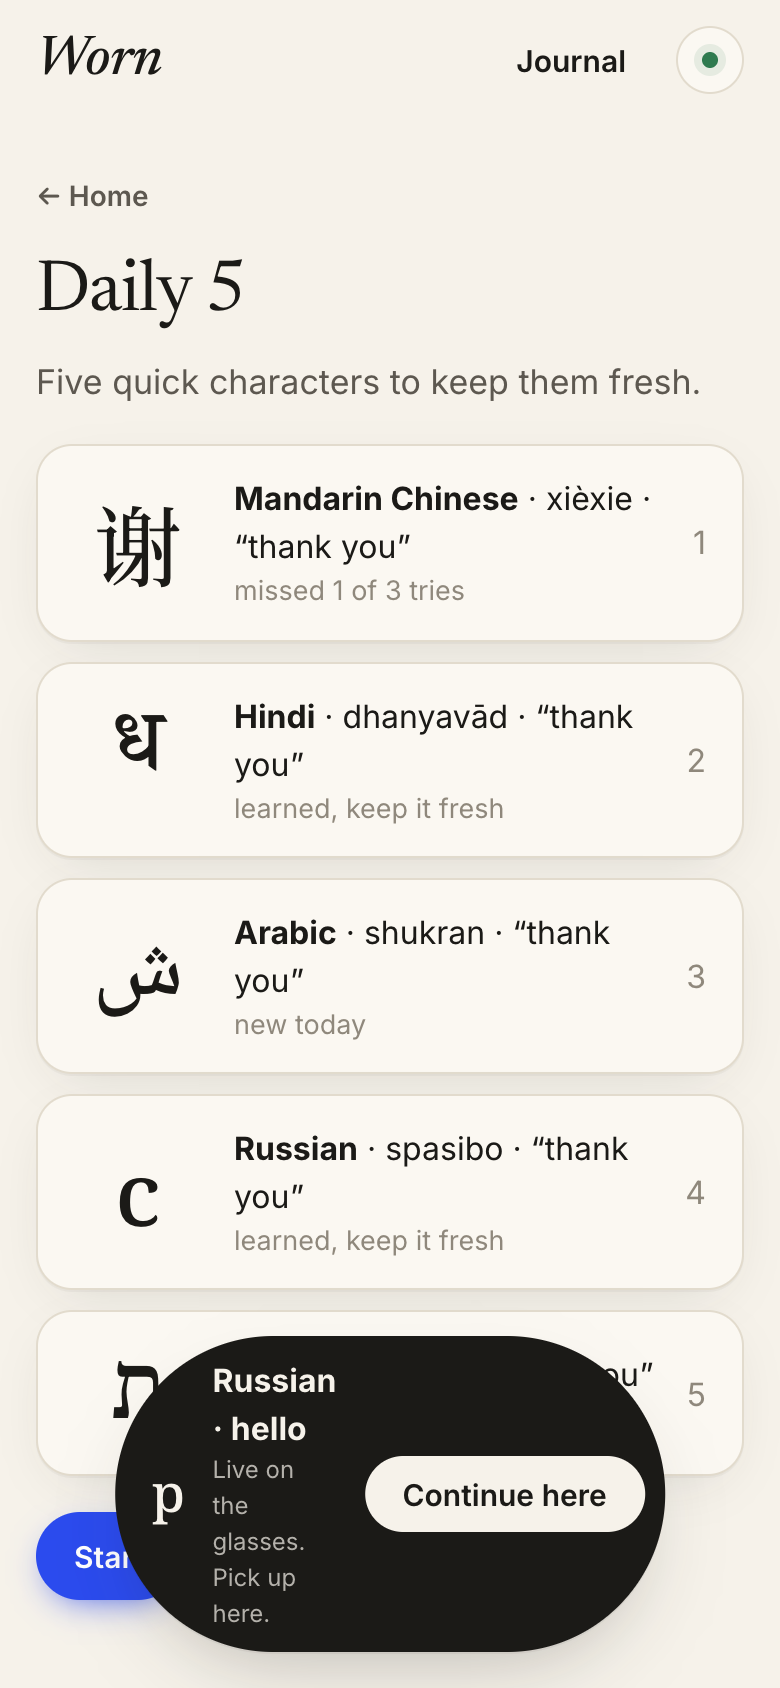 Worn
Journal
← Home
Daily 5
Five quick characters to keep them fresh.
谢
Mandarin Chinese · xièxie ·
“thank you”
missed 1 of 3 tries
1
ध
Hindi · dhanyavād · “thank
you”
learned, keep it fresh
2
ش
Arabic · shukran · “thank
you”
new today
3
с
Russian · spasibo · “thank
you”
learned, keep it fresh
4
ת
5
Russian
· hello
Live on
the
glasses.
Pick up
here.
р
Continue here